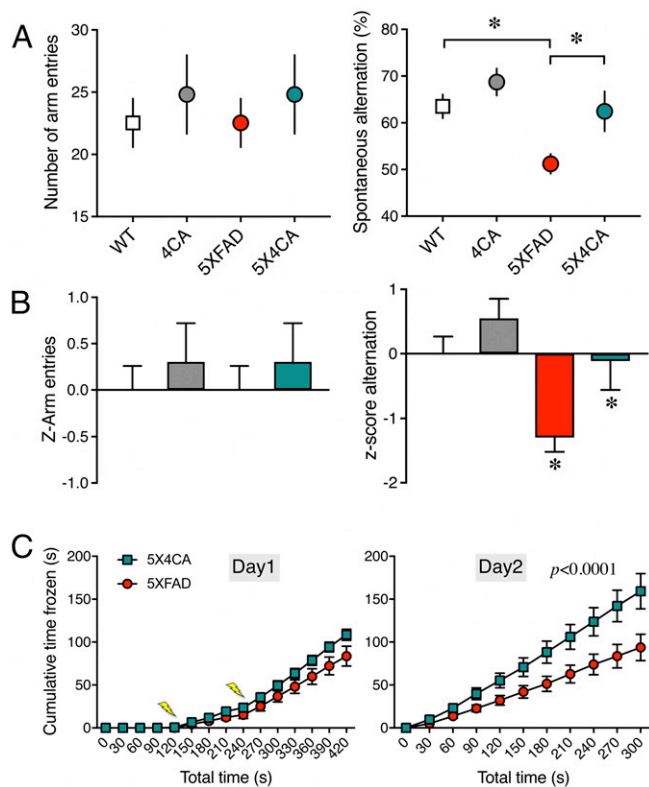 A
Number of arm entries
30
25
20
15
WT
4CA
5XFAD
5X4CA
Spontaneous alternation (%)
80
70
60
50
40
*
*
WT
4CA
5XFAD
5X4CA
B
Z-Arm entries
1.0
0.5
0.0
-0.5
-1.0
z-score alternation
1
0
-1
-2
*
*
C
Cumulative time frozen (s)
200
150
100
50
0
5X4CA
5XFAD
Day1
0 30 60 90 120 150 180 210 240 270 300 330 360 390 420
Total time (s)
200
150
100
50
0
Day2
p<0.0001
0 30 60 90 120 150 180 210 240 270 300
Total time (s)